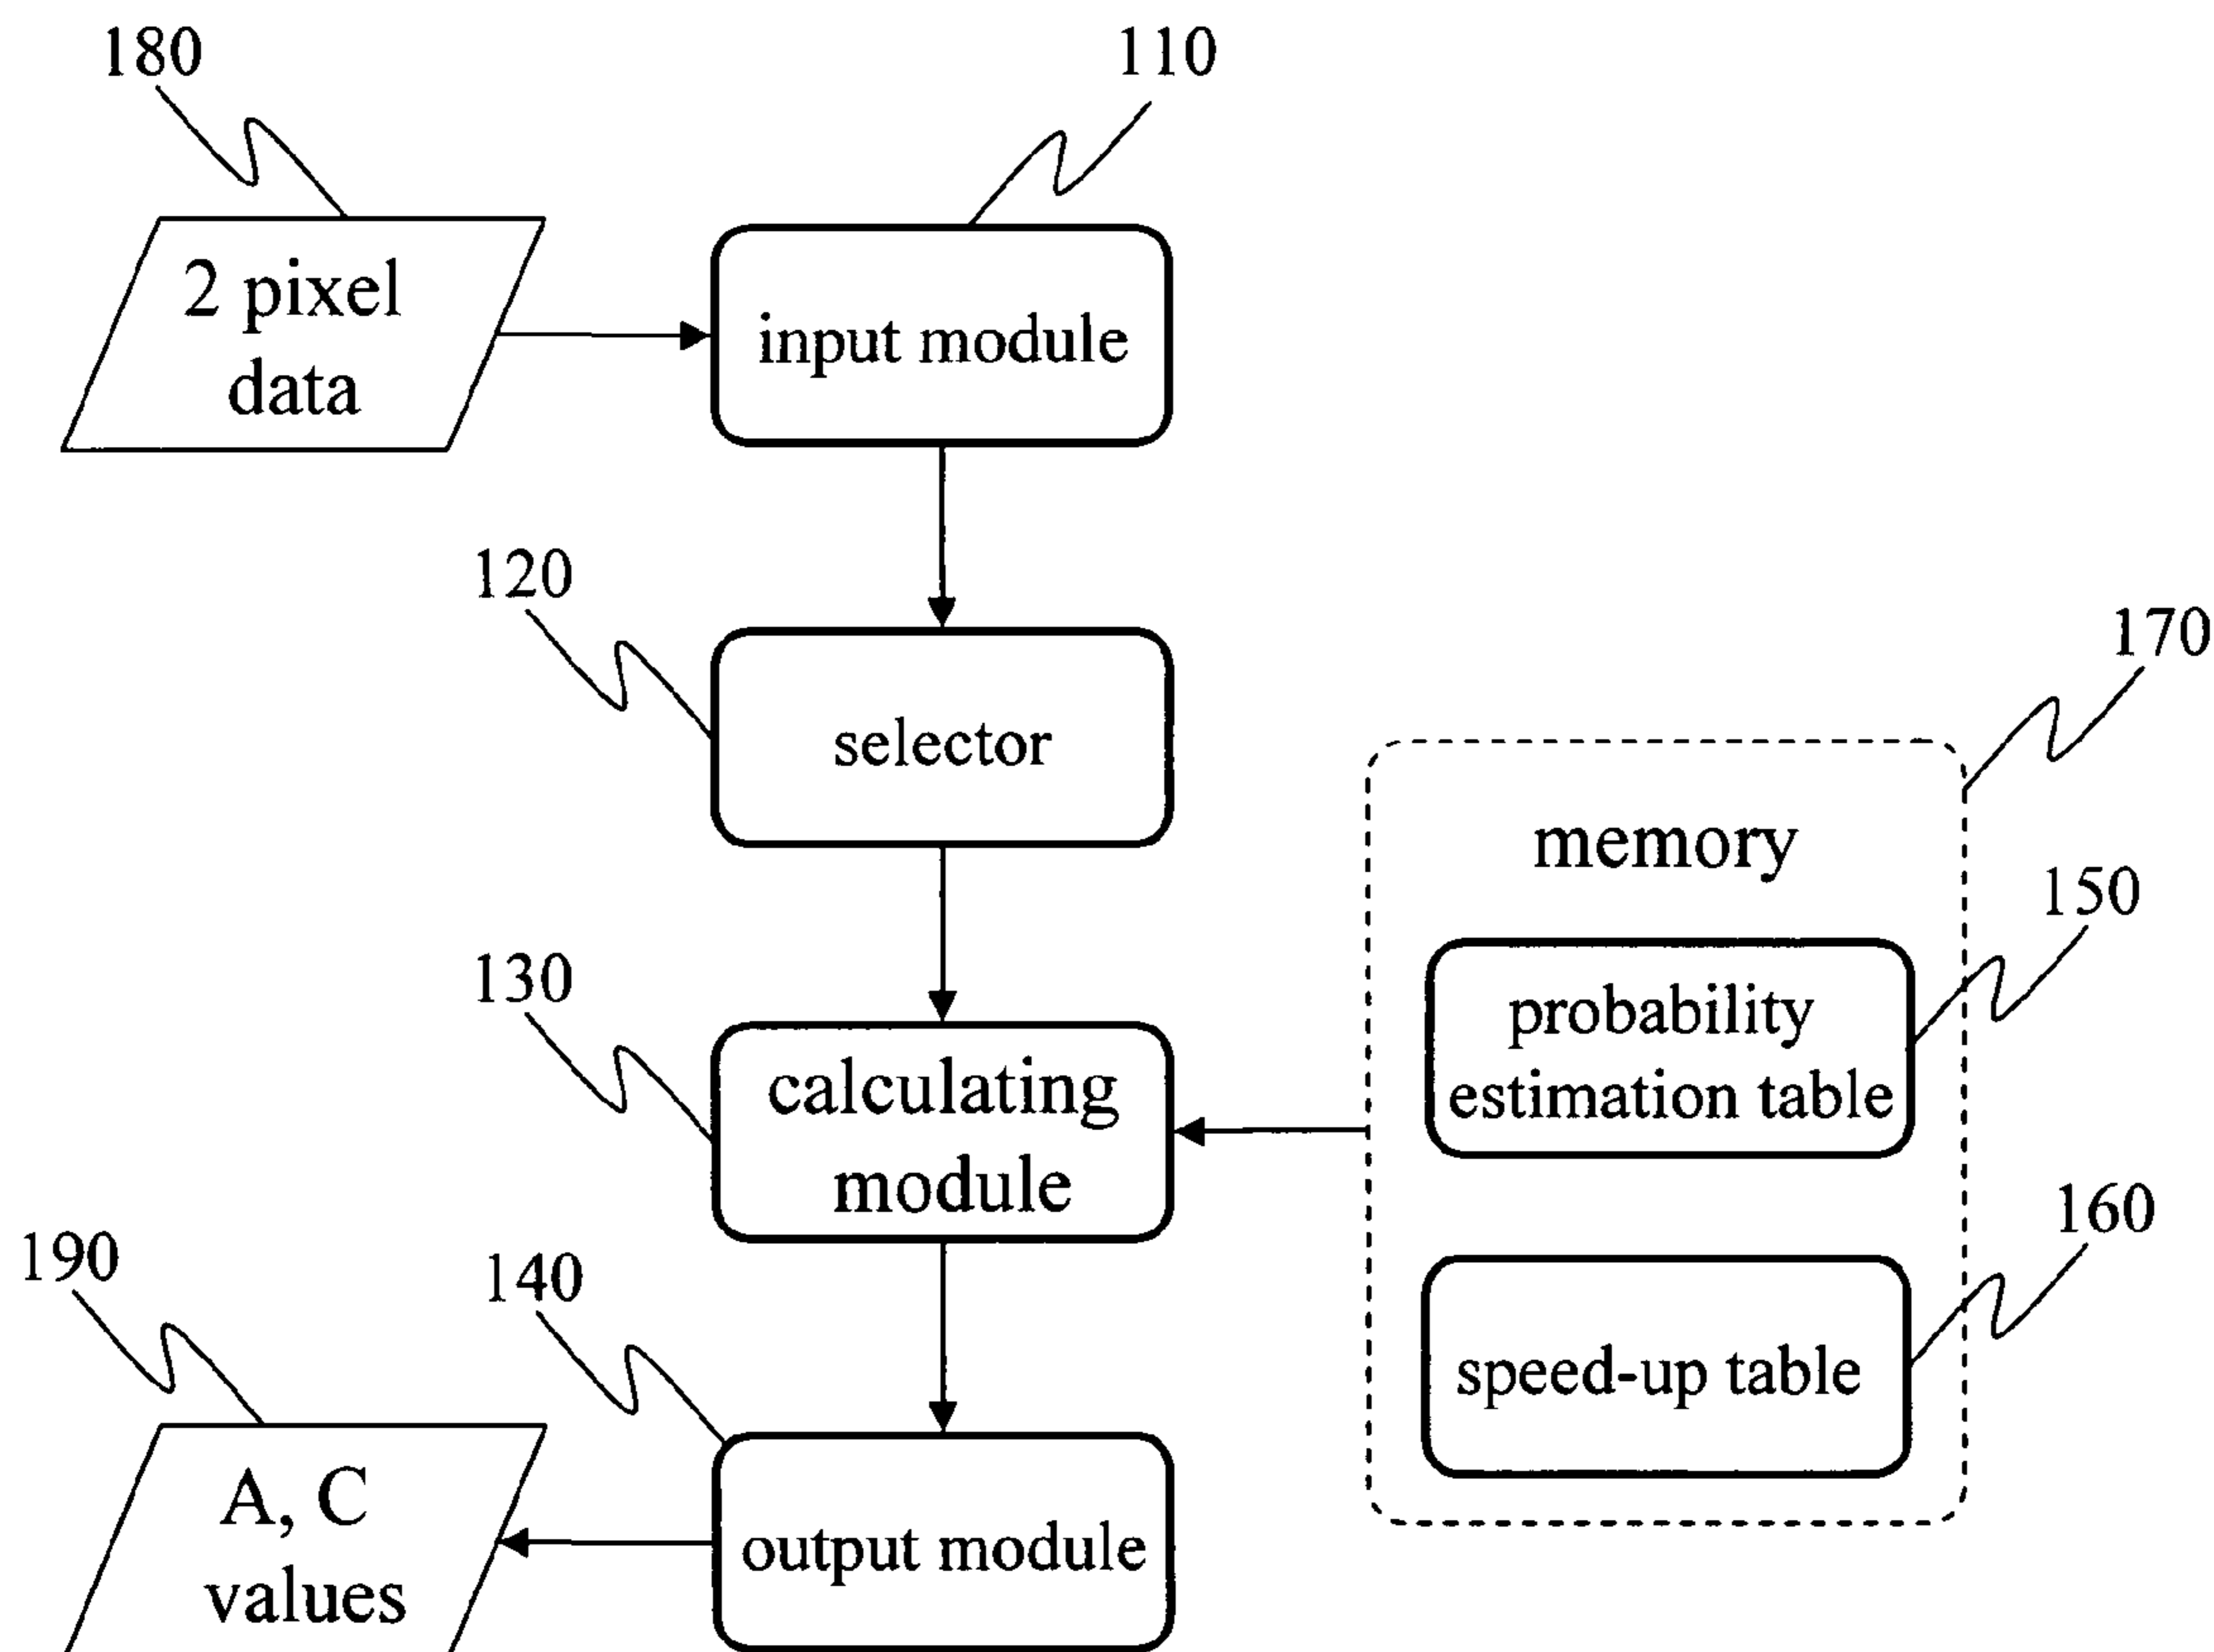 180
110
2 pixel
data
input module
120
selector
170
memory
150
probability
estimation table
130
calculating
module
160
speed-up table
190
140
A, C
values
output module